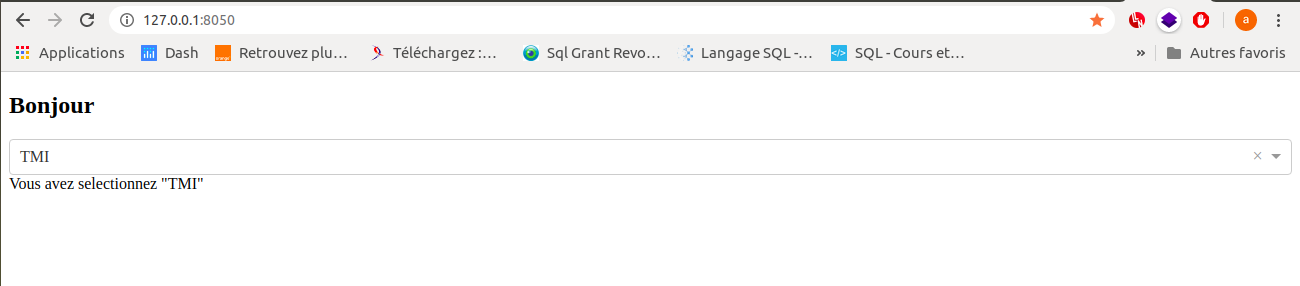 127.0.0.1:8050
a
Applications
Dash
Retrouvez plu…
Téléchargez :…
Sql Grant Revo…
Langage SQL -…
SQL - Cours et…
»
Autres favoris
Bonjour
TMI
Vous avez selectionnez "TMI"